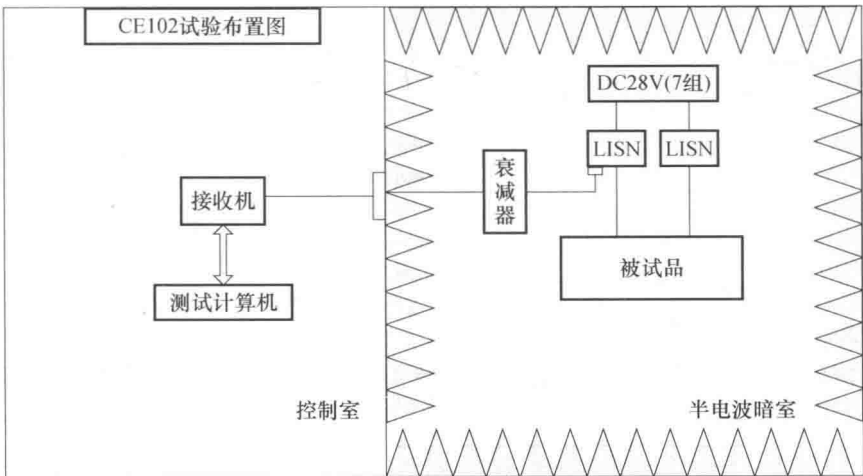 CE102试验布置图
DC28V(7组)
LISN
LISN
衰减器
接收机
被试品
测试计算机
控制室
半电波暗室